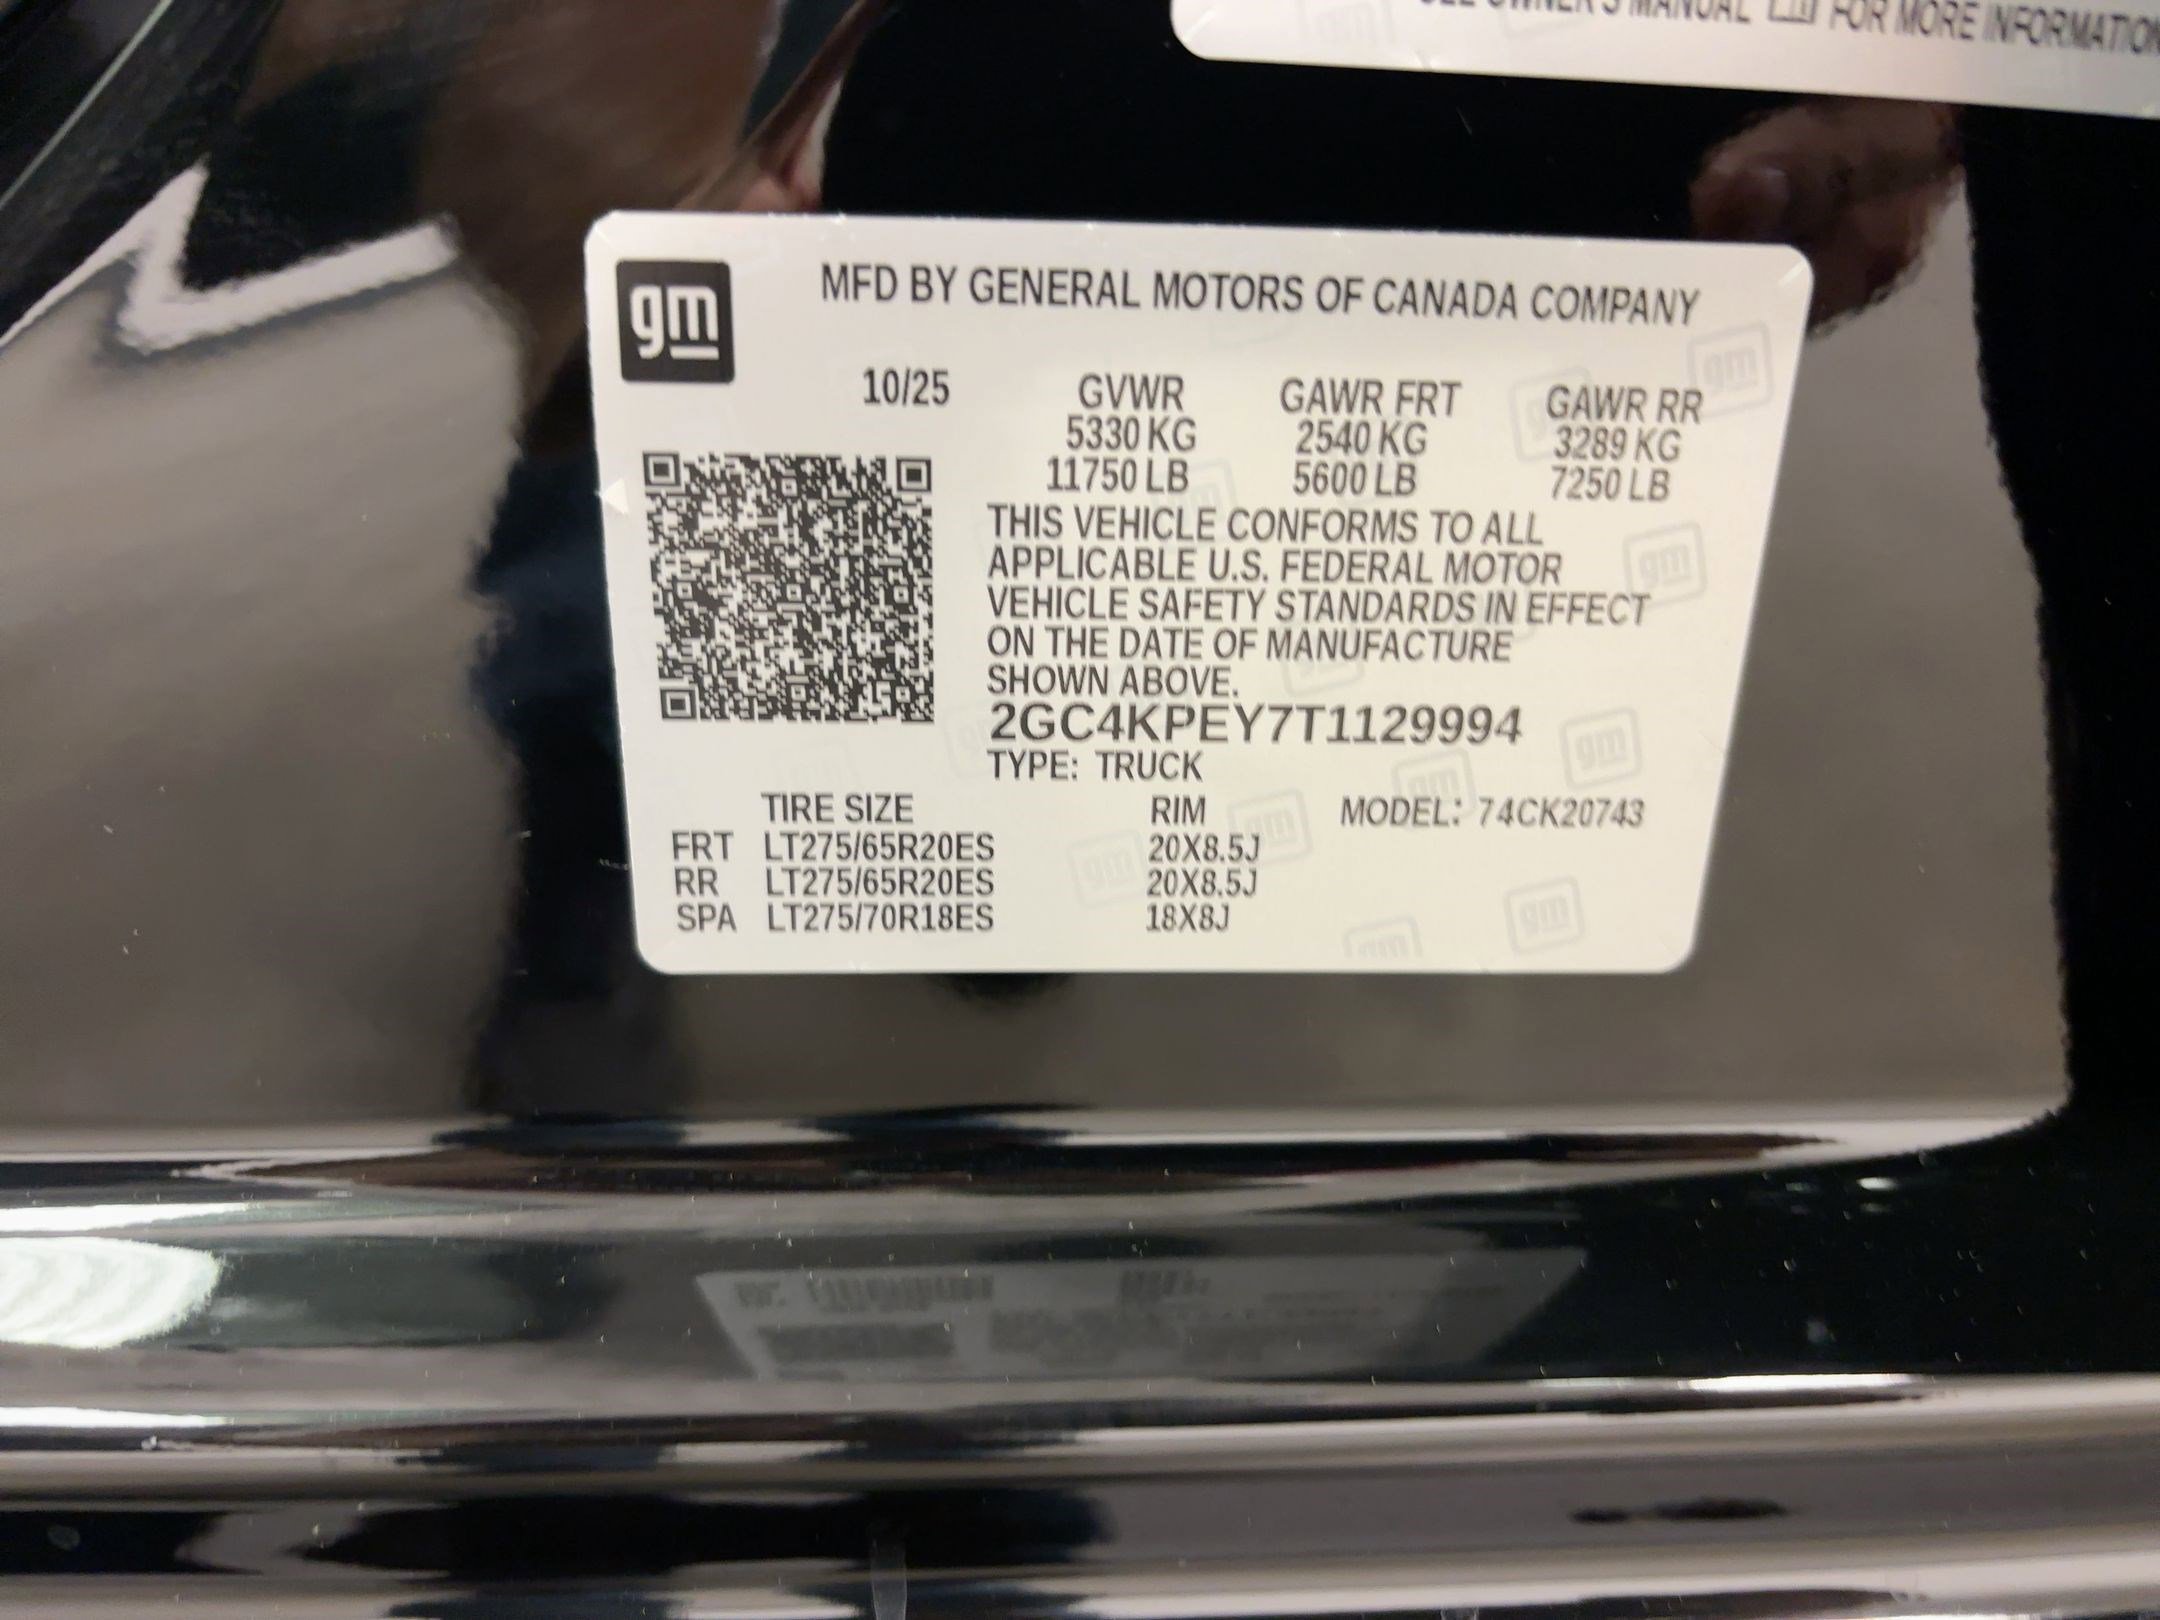 OWNER'S MANUAL FOR MORE INFORMATION
gm
MFD BY GENERAL MOTORS OF CANADA COMPANY
10/25 GVWR GAWR FRT GAWR RR
5330 KG 2540 KG 3289 KG
11750 LB 5600 LB 7250 LB
THIS VEHICLE CONFORMS TO ALL
APPLICABLE U.S. FEDERAL MOTOR
VEHICLE SAFETY STANDARDS IN EFFECT
ON THE DATE OF MANUFACTURE
SHOWN ABOVE.
2GC4KPEY7T1129994
TYPE: TRUCK
TIRE SIZE RIM MODEL: 74CK20743
FRT LT275/65R20ES 20X8.5J
RR LT275/65R20ES 20X8.5J
SPA LT275/70R18ES 18X8J